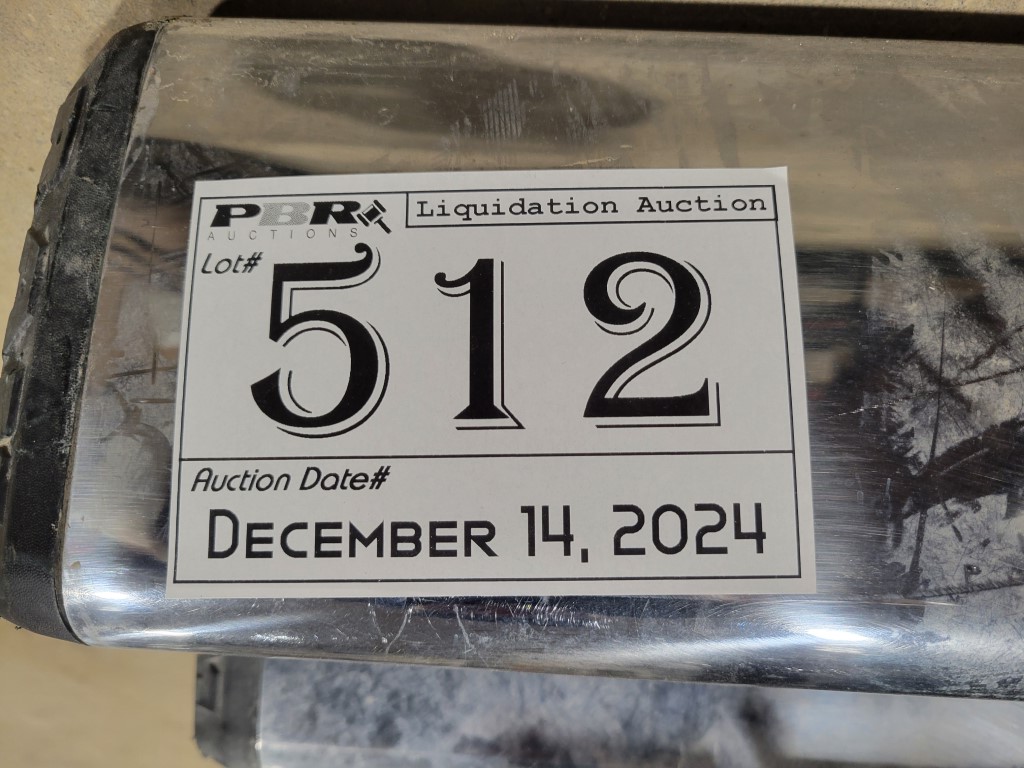 PBR
AUCTIONS
Liquidation Auction
Lot#
512
Auction Date#
DECEMBER 14, 2024